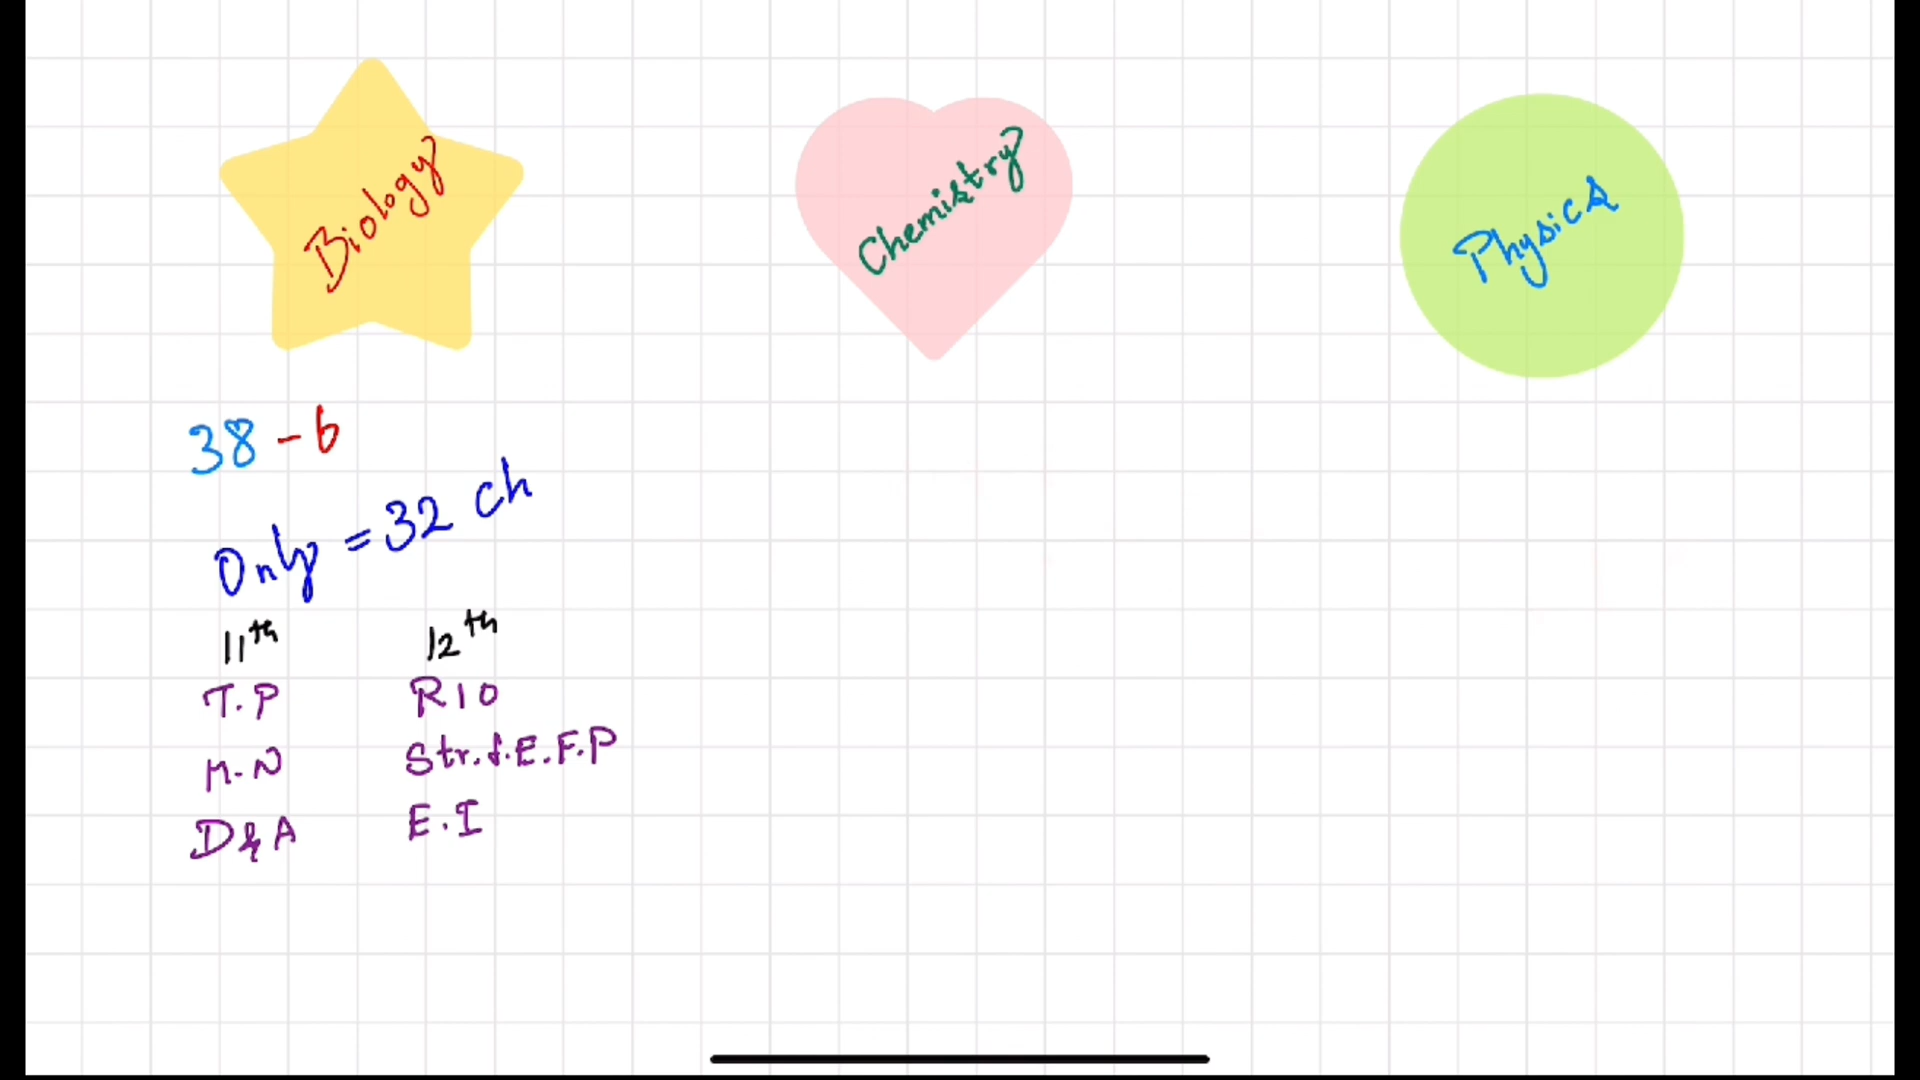 Biology
Chemistry
Physics
38 - 6
Only = 32 ch
11th 12th
T.P R10
M.N Str.f.E.F.P
D & A E.I